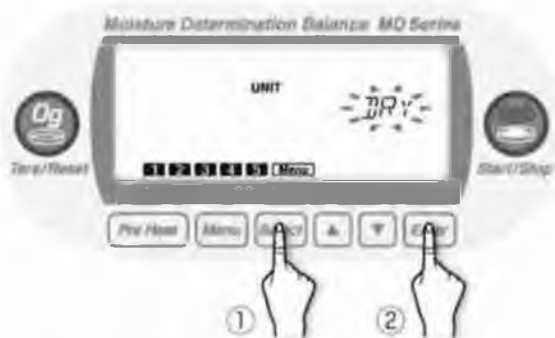 Moisture Determination Balance MD Series
UNIT
DRY
0g
Tare/Reset
Start/Stop
1 2 3 4 5 Menu
Pre Heat Menu Select ▲ ▼ Enter
① ②